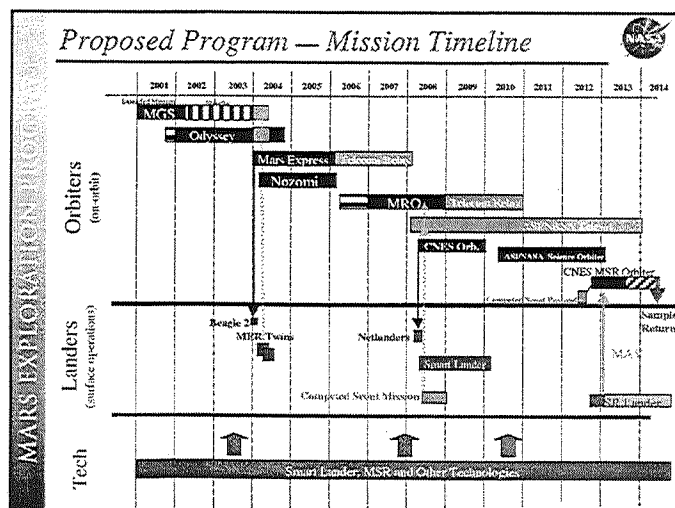 Proposed Program — Mission Timeline
NASA
MARS EXPLORATION PROGRAM
2001 2002 2003 2004 2005 2006 2007 2008 2009 2010 2011 2012 2013 2014
Orbiters
(on-orbit)
MGS
Odyssey
Mars Express
Nozomi
MRO
CNES Orb.
ASI/NASA Science Orbiter
CNES MSR Orbiter
Sample
Return
Landers
(surface operations)
Beagle 2
MER Twins
Netlanders
MAV
Smart Lander
Competed Scout Mission
MSR Lander
Tech
Smart Lander, MSR and Other Technologies